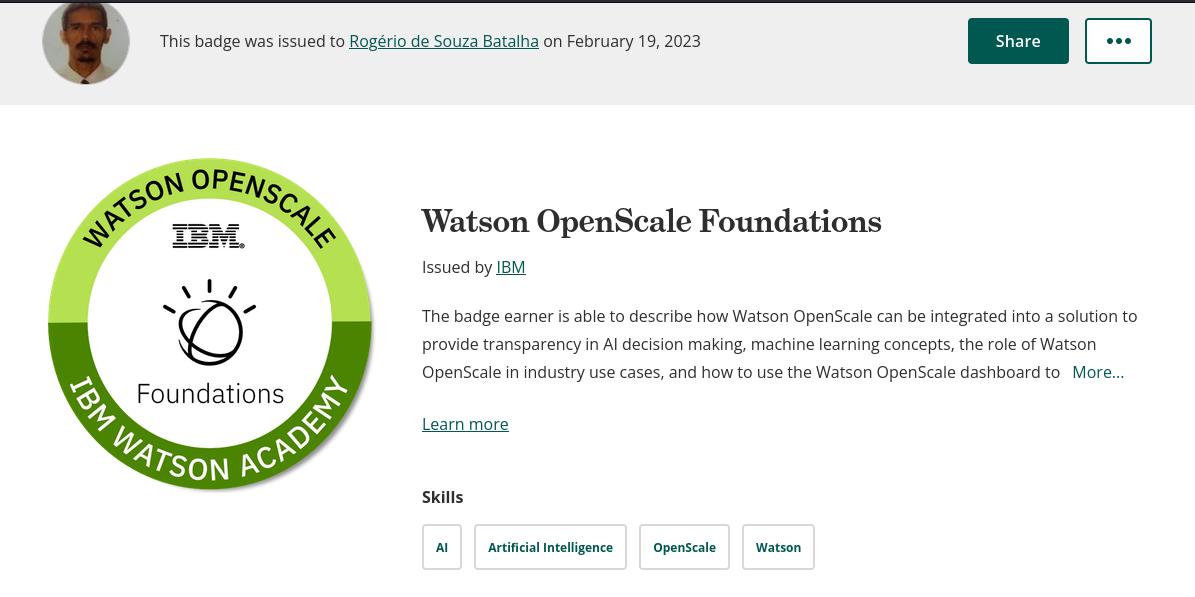 This badge was issued to Rogério de Souza Batalha on February 19, 2023
Share
WATSON OPENSCALE
IBM®
Foundations
IBM WATSON ACADEMY
Watson OpenScale Foundations
Issued by IBM
The badge earner is able to describe how Watson OpenScale can be integrated into a solution to
provide transparency in AI decision making, machine learning concepts, the role of Watson
OpenScale in industry use cases, and how to use the Watson OpenScale dashboard to More...
Learn more
Skills
AI
Artificial Intelligence
OpenScale
Watson